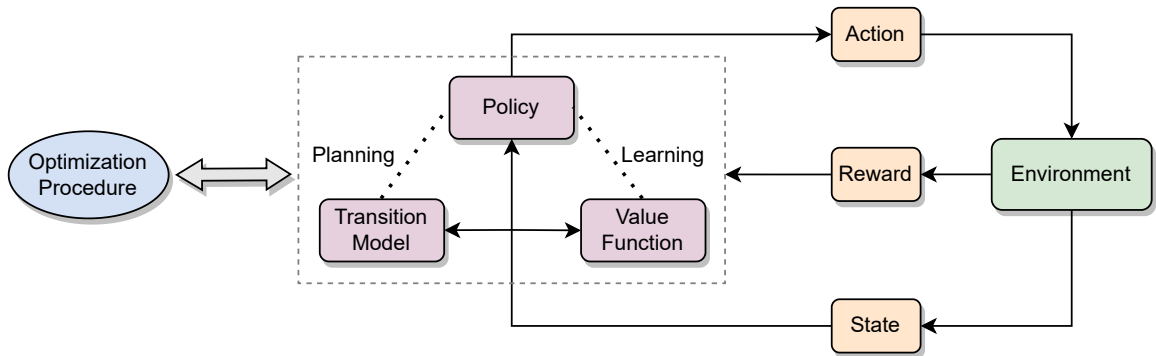 Action
Policy
Optimization
Procedure
Planning
Learning
Reward
Environment
Transition
Model
Value
Function
State